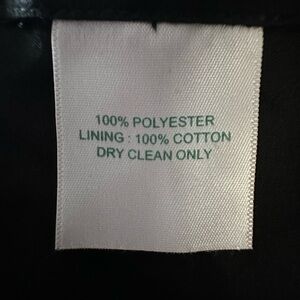 100% POLYESTER
LINING : 100% COTTON
DRY CLEAN ONLY